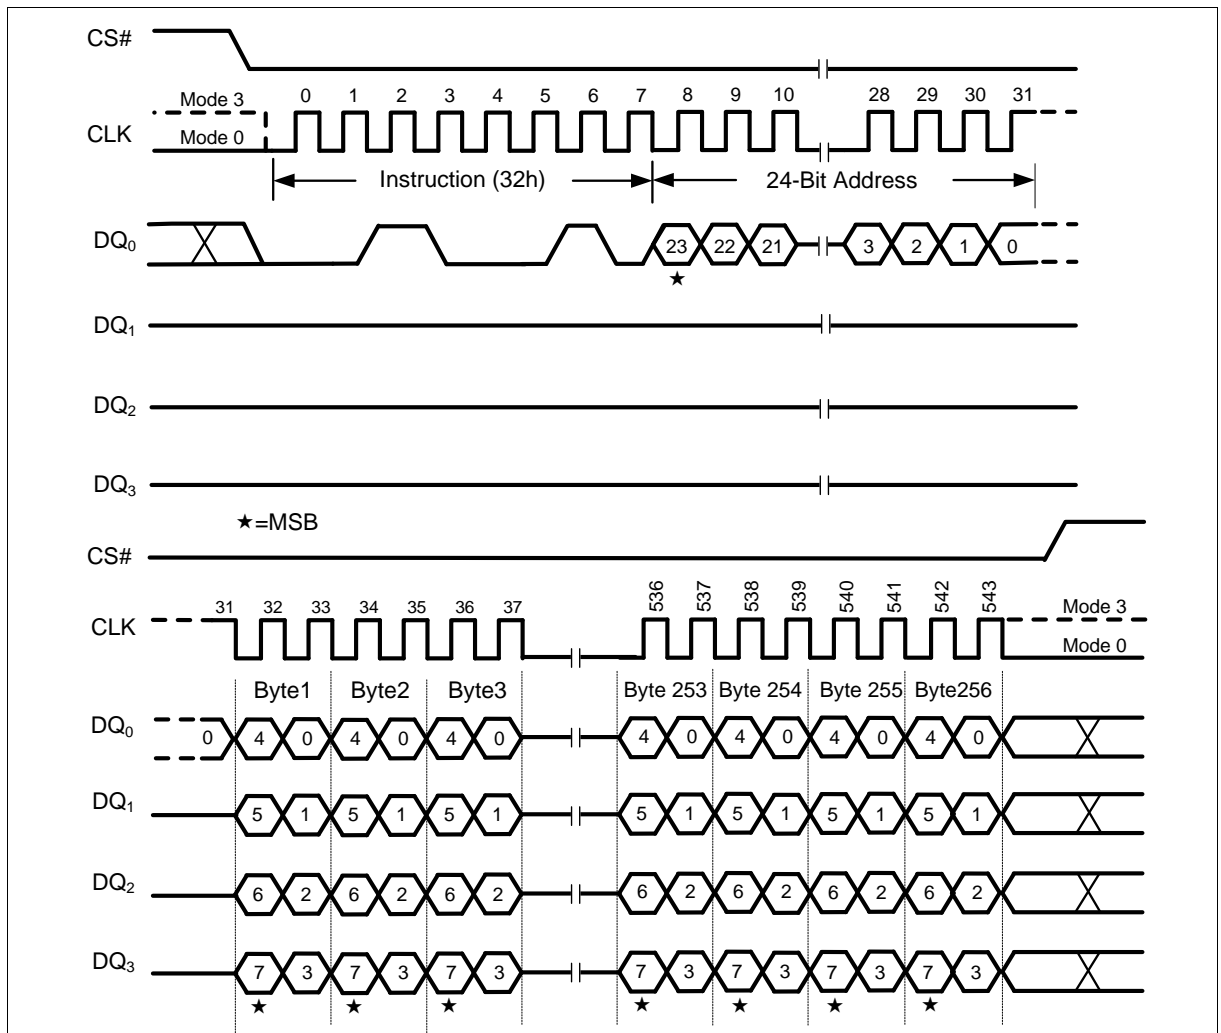 CS#
Mode 3 0 1 2 3 4 5 6 7 8 9 10 28 29 30 31
CLK Mode 0
Instruction (32h) 24-Bit Address
DQ0 23 22 21 3 2 1 0
★
DQ1
DQ2
DQ3
★=MSB
CS#
31 32 33 34 35 36 37 536 537 538 539 540 541 542 543 Mode 3
CLK Mode 0
Byte1 Byte2 Byte3 Byte 253 Byte 254 Byte 255 Byte256
DQ0 0 4 0 4 0 4 0 4 0 4 0 4 0 4 0
DQ1 5 1 5 1 5 1 5 1 5 1 5 1 5 1
DQ2 6 2 6 2 6 2 6 2 6 2 6 2 6 2
DQ3 7 3 7 3 7 3 7 3 7 3 7 3 7 3
★ ★ ★ ★ ★ ★ ★